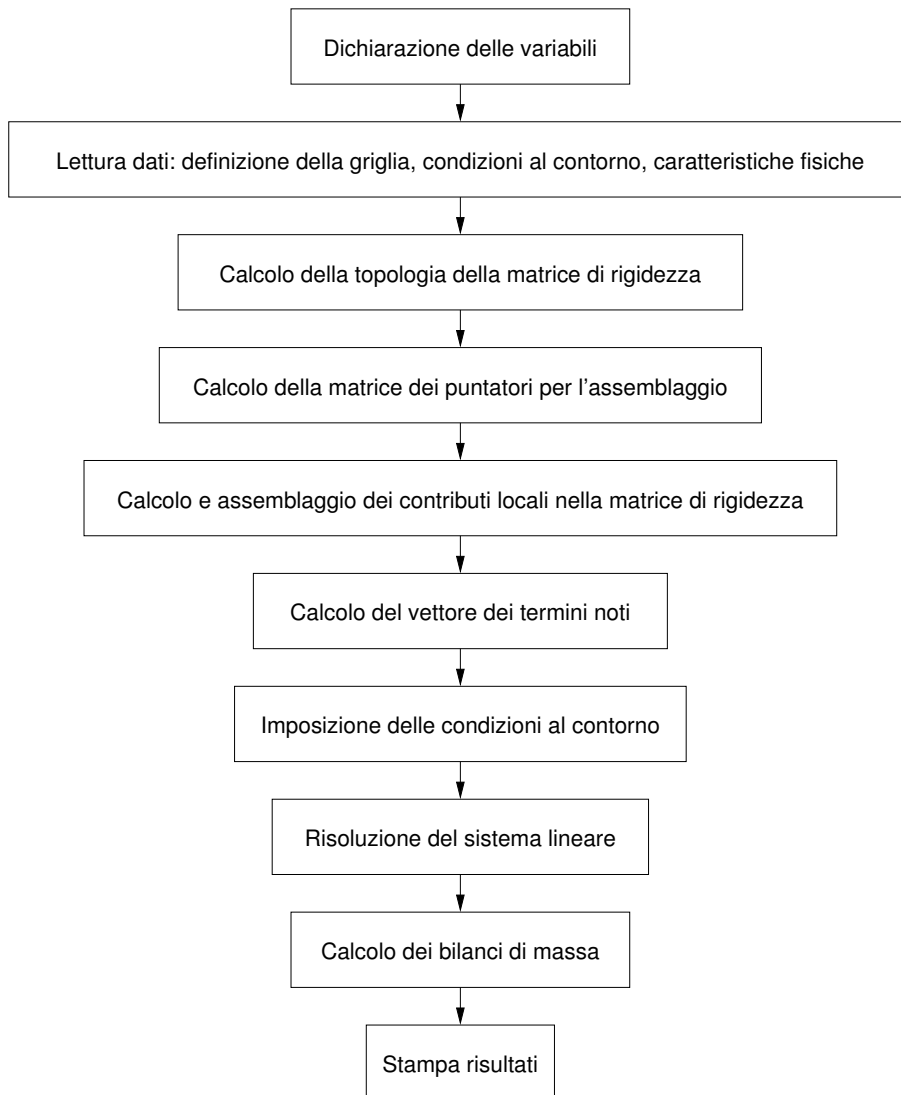 Dichiarazione delle variabili
Lettura dati: definizione della griglia, condizioni al contorno, caratteristiche fisiche
Calcolo della topologia della matrice di rigidezza
Calcolo della matrice dei puntatori per l'assemblaggio
Calcolo e assemblaggio dei contributi locali nella matrice di rigidezza
Calcolo del vettore dei termini noti
Imposizione delle condizioni al contorno
Risoluzione del sistema lineare
Calcolo dei bilanci di massa
Stampa risultati